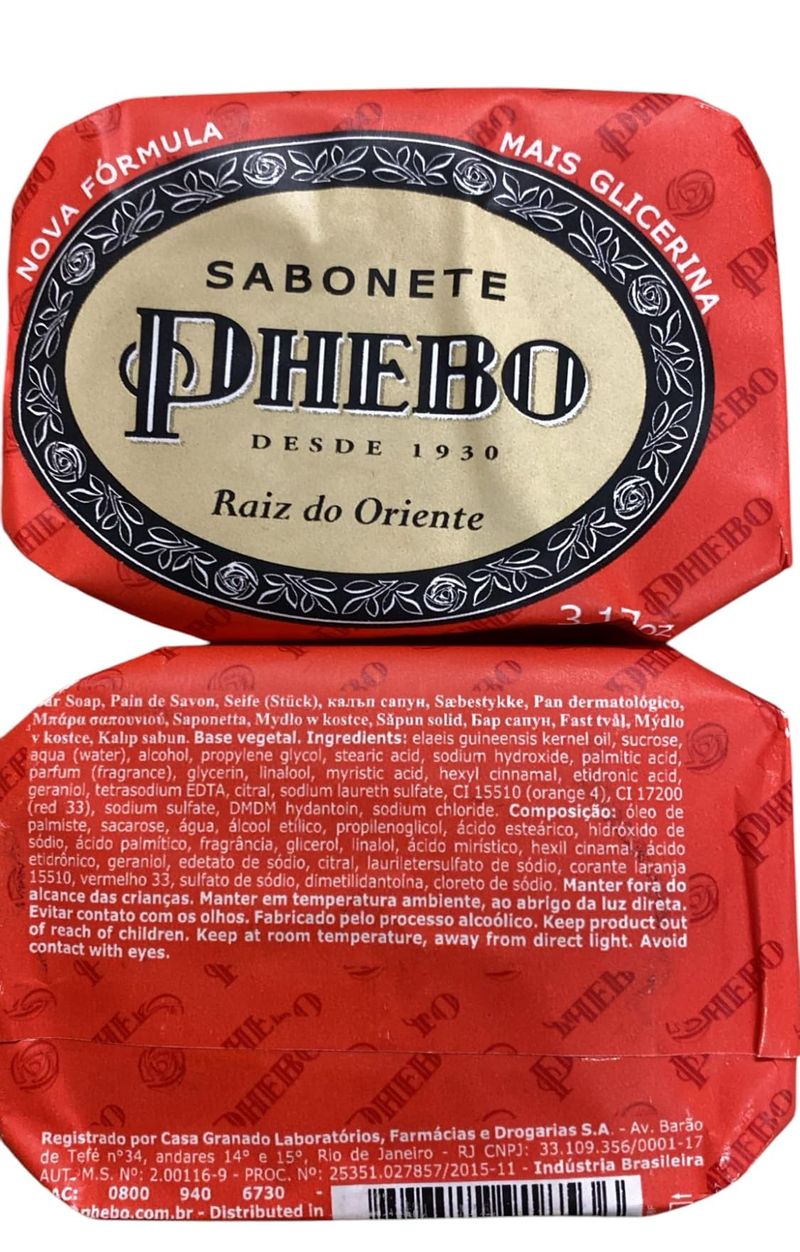 NOVA FÓRMULA
MAIS GLICERINA
SABONETE
PHEBO
DESDE 1930
Raiz do Oriente
Soap, Pain de Savon, Seife (Stück), калъп сапун, Sæbestykke, Pan dermatológico,
Μπάρα σαπουνιού, Saponetta, Mydło w kostce, Săpun solid, Бар сапун, Fast tvål, Mýdlo
v kostce, Kalıp sabun. Base vegetal. Ingredients: elaeis guineensis kernel oil, sucrose,
aqua (water), alcohol, propylene glycol, stearic acid, sodium hydroxide, palmitic acid,
parfum (fragrance), glycerin, linalool, myristic acid, hexyl cinnamal, etidronic acid,
geraniol, tetrasodium EDTA, citral, sodium laureth sulfate, CI 15510 (orange 4), CI 17200
(red 33), sodium sulfate, DMDM hydantoin, sodium chloride. Composição: óleo de
palmiste, sacarose, água, álcool etílico, propilenoglicol, ácido esteárico, hidróxido de
sódio, ácido palmítico, fragrância, glicerol, linalol, ácido mirístico, hexil cinamal, ácido
etidrônico, geraniol, edetato de sódio, citral, lauriletersulfato de sódio, corante laranja
15510, vermelho 33, sulfato de sódio, dimetilidantoína, cloreto de sódio. Manter fora do
alcance das crianças. Manter em temperatura ambiente, ao abrigo da luz direta.
Evitar contato com os olhos. Fabricado pelo processo alcoólico. Keep product out
of reach of children. Keep at room temperature, away from direct light. Avoid
contact with eyes.
Registrado por Casa Granado Laboratórios, Farmácias e Drogarias S.A. - Av. Barão
de Tefé nº34, andares 14º e 15º, Rio de Janeiro - RJ CNPJ: 33.109.356/0001-17
AUT. M.S. Nº: 2.00116-9 - PROC. Nº: 25351.027857/2015-11 - Indústria Brasileira
0800 940 6730 -
phebo.com.br - Distributed in